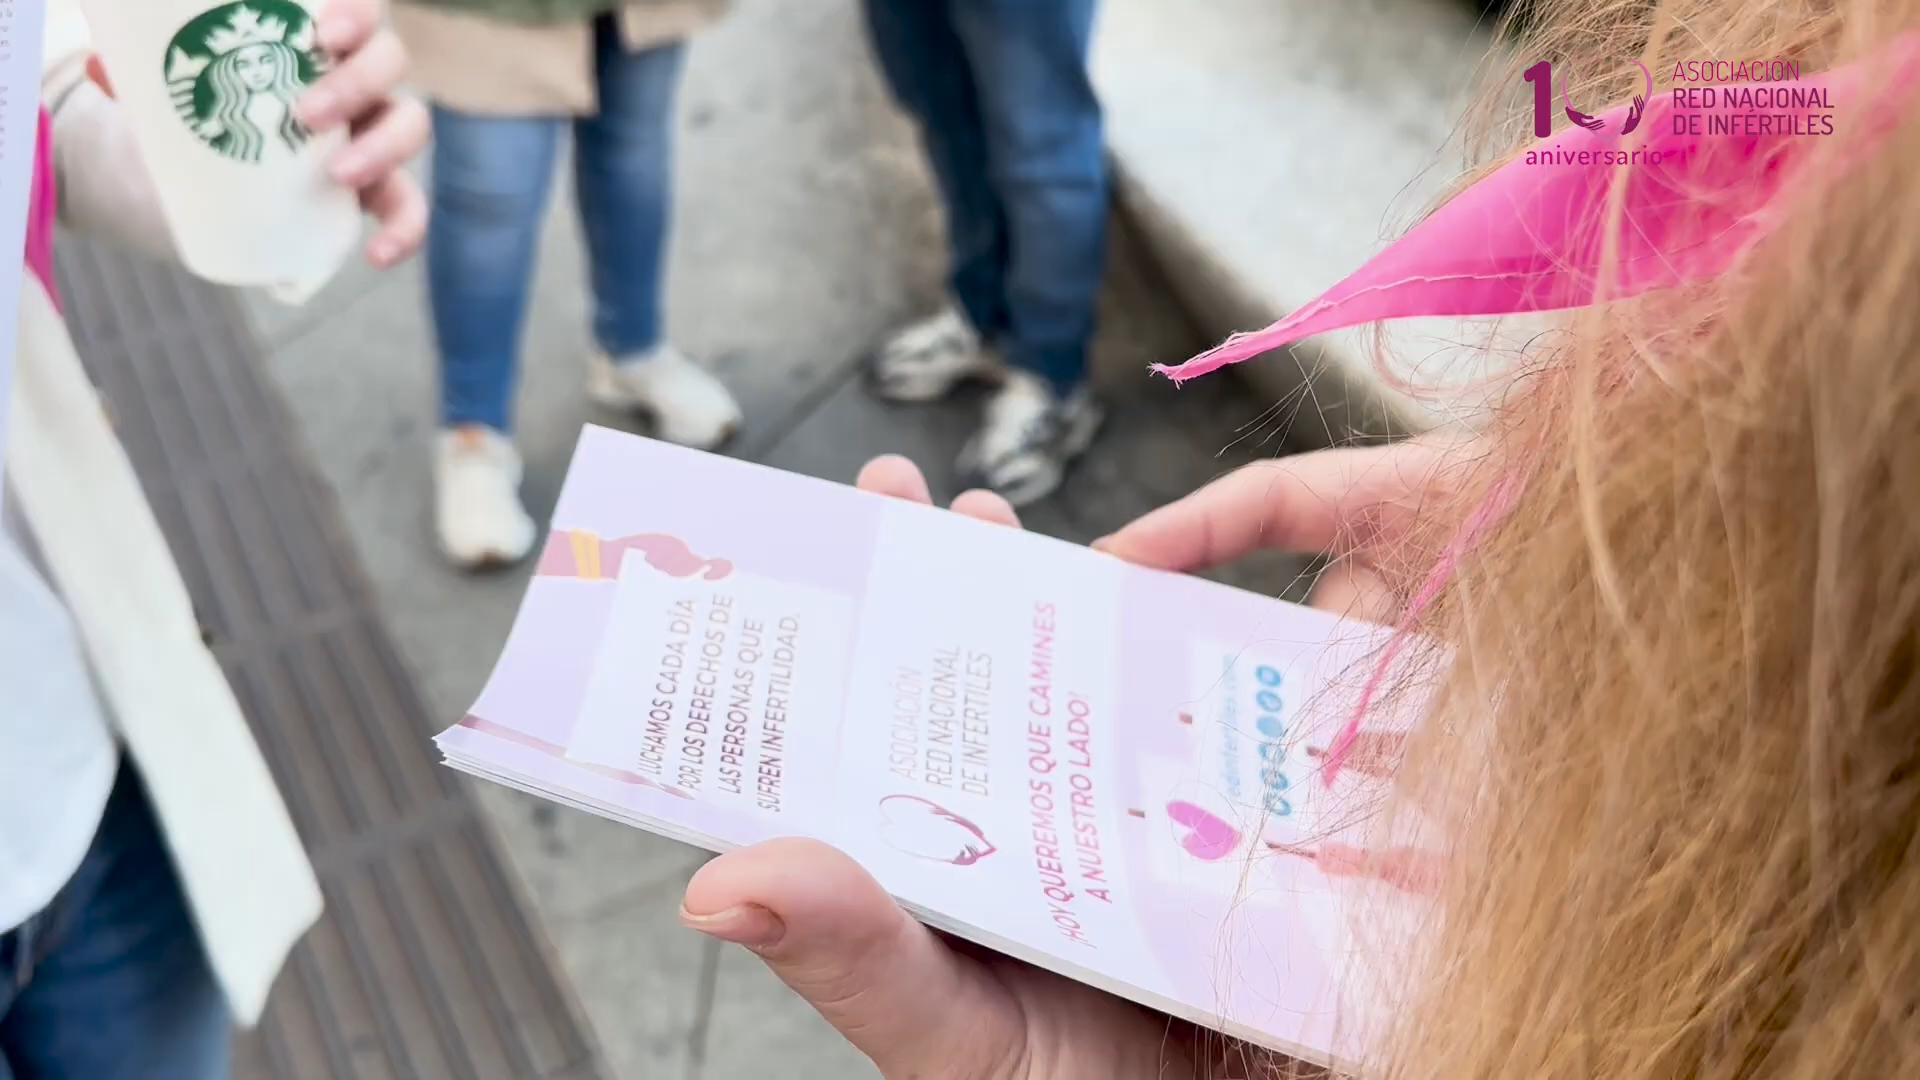 10
aniversario
ASOCIACIÓN
RED NACIONAL
DE INFÉRTILES
LUCHAMOS CADA DÍA
POR LOS DERECHOS DE
LAS PERSONAS QUE
SUFREN INFERTILIDAD.
ASOCIACIÓN
RED NACIONAL
DE INFÉRTILES
¡HOY QUEREMOS QUE CAMINES
A NUESTRO LADO!